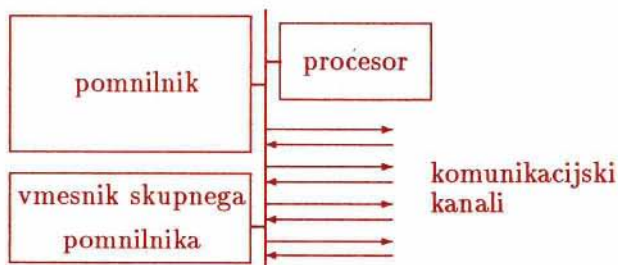 pomnilnik
procesor
vmesnik skupnega
pomnilnika
komunikacijski
kanali